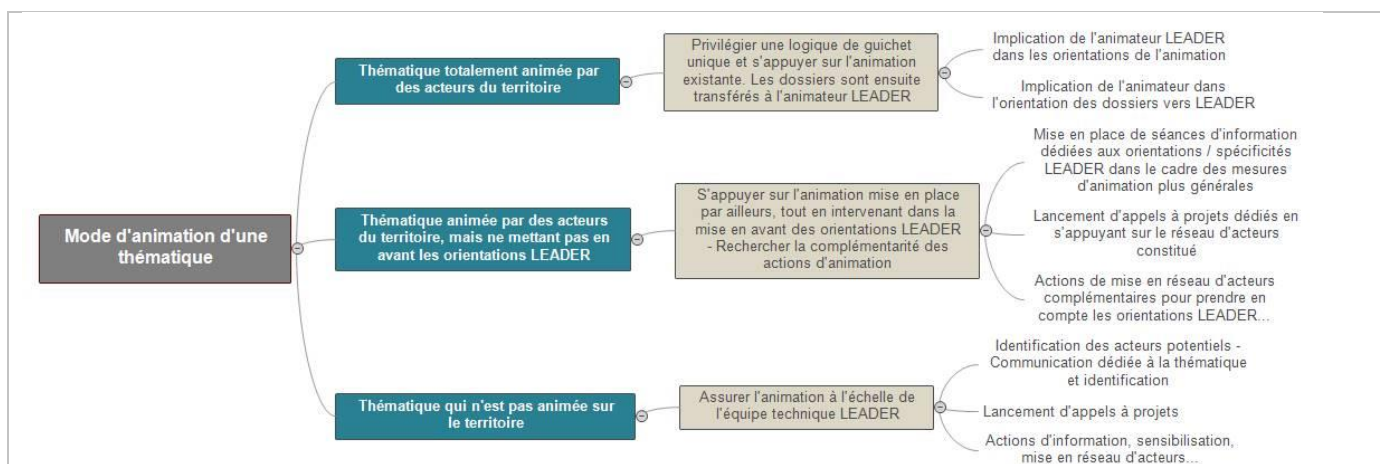 Mode d'animation d'une
thématique
Thématique totalement animée par
des acteurs du territoire
Privilégier une logique de guichet
unique et s'appuyer sur l'animation
existante. Les dossiers sont ensuite
transférés à l'animateur LEADER
Implication de l'animateur LEADER
dans les orientations de l'animation
Implication de l'animateur dans
l'orientation des dossiers vers LEADER
Thématique animée par des acteurs
du territoire, mais ne mettant pas en
avant les orientations LEADER
S'appuyer sur l'animation mise en place
par ailleurs, tout en intervenant dans la
mise en avant des orientations LEADER
- Rechercher la complémentarité des
actions d'animation
Mise en place de séances d'information
dédiées aux orientations / spécificités
LEADER dans le cadre des mesures
d'animation plus générales
Lancement d'appels à projets dédiés en
s'appuyant sur le réseau d'acteurs
constitué
Actions de mise en réseau d'acteurs
complémentaires pour prendre en
compte les orientations LEADER...
Thématique qui n'est pas animée sur
le territoire
Assurer l'animation à l'échelle de
l'équipe technique LEADER
Identification des acteurs potentiels -
Communication dédiée à la thématique
et identification
Lancement d'appels à projets
Actions d'information, sensibilisation,
mise en réseau d'acteurs...